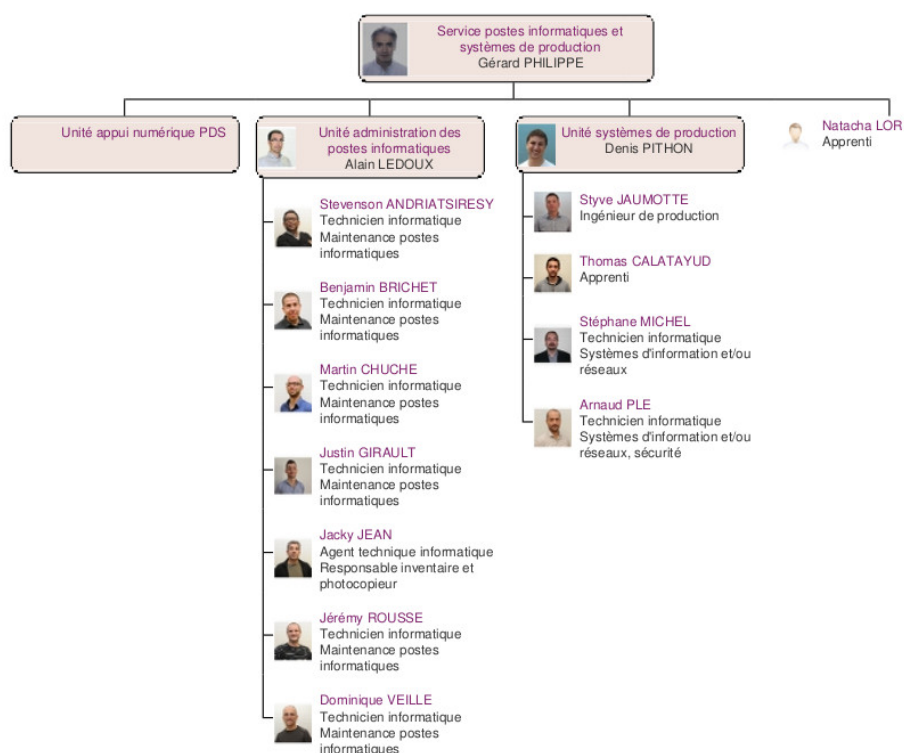 Service postes informatiques et
systèmes de production
Gérard PHILIPPE
Unité appui numérique PDS
Unité administration des
postes informatiques
Alain LEDOUX
Unité systèmes de production
Denis PITHON
Natacha LOR
Apprenti
Stevenson ANDRIATSIRESY
Technicien informatique
Maintenance postes
informatiques
Benjamin BRICHET
Technicien informatique
Maintenance postes
informatiques
Martin CHUCHE
Technicien informatique
Maintenance postes
informatiques
Justin GIRAULT
Technicien informatique
Maintenance postes
informatiques
Jacky JEAN
Agent technique informatique
Responsable inventaire et
photocopieur
Jérémy ROUSSE
Technicien informatique
Maintenance postes
informatiques
Dominique VEILLE
Technicien informatique
Maintenance postes
informatiques
Styve JAUMOTTE
Ingénieur de production
Thomas CALATAYUD
Apprenti
Stéphane MICHEL
Technicien informatique
Systèmes d'information et/ou
réseaux
Arnaud PLE
Technicien informatique
Systèmes d'information et/ou
réseaux, sécurité